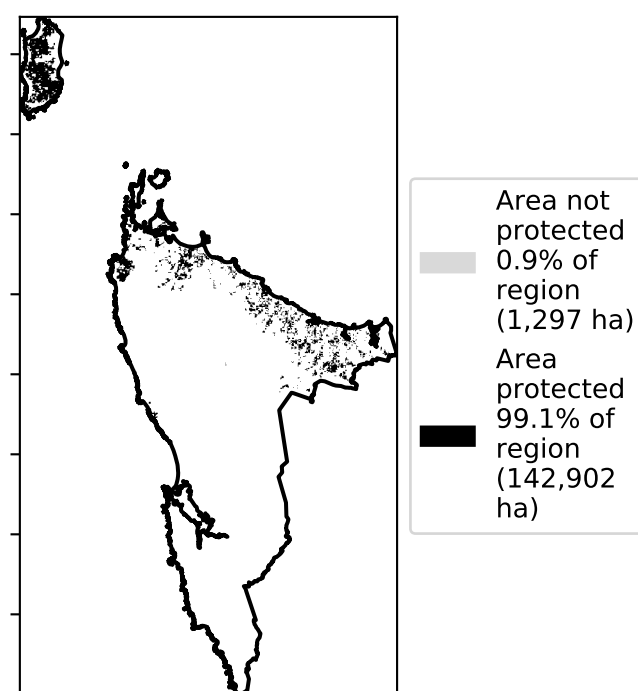 Area not
protected
0.9% of
region
(1,297 ha)
Area
protected
99.1% of
region
(142,902
ha)